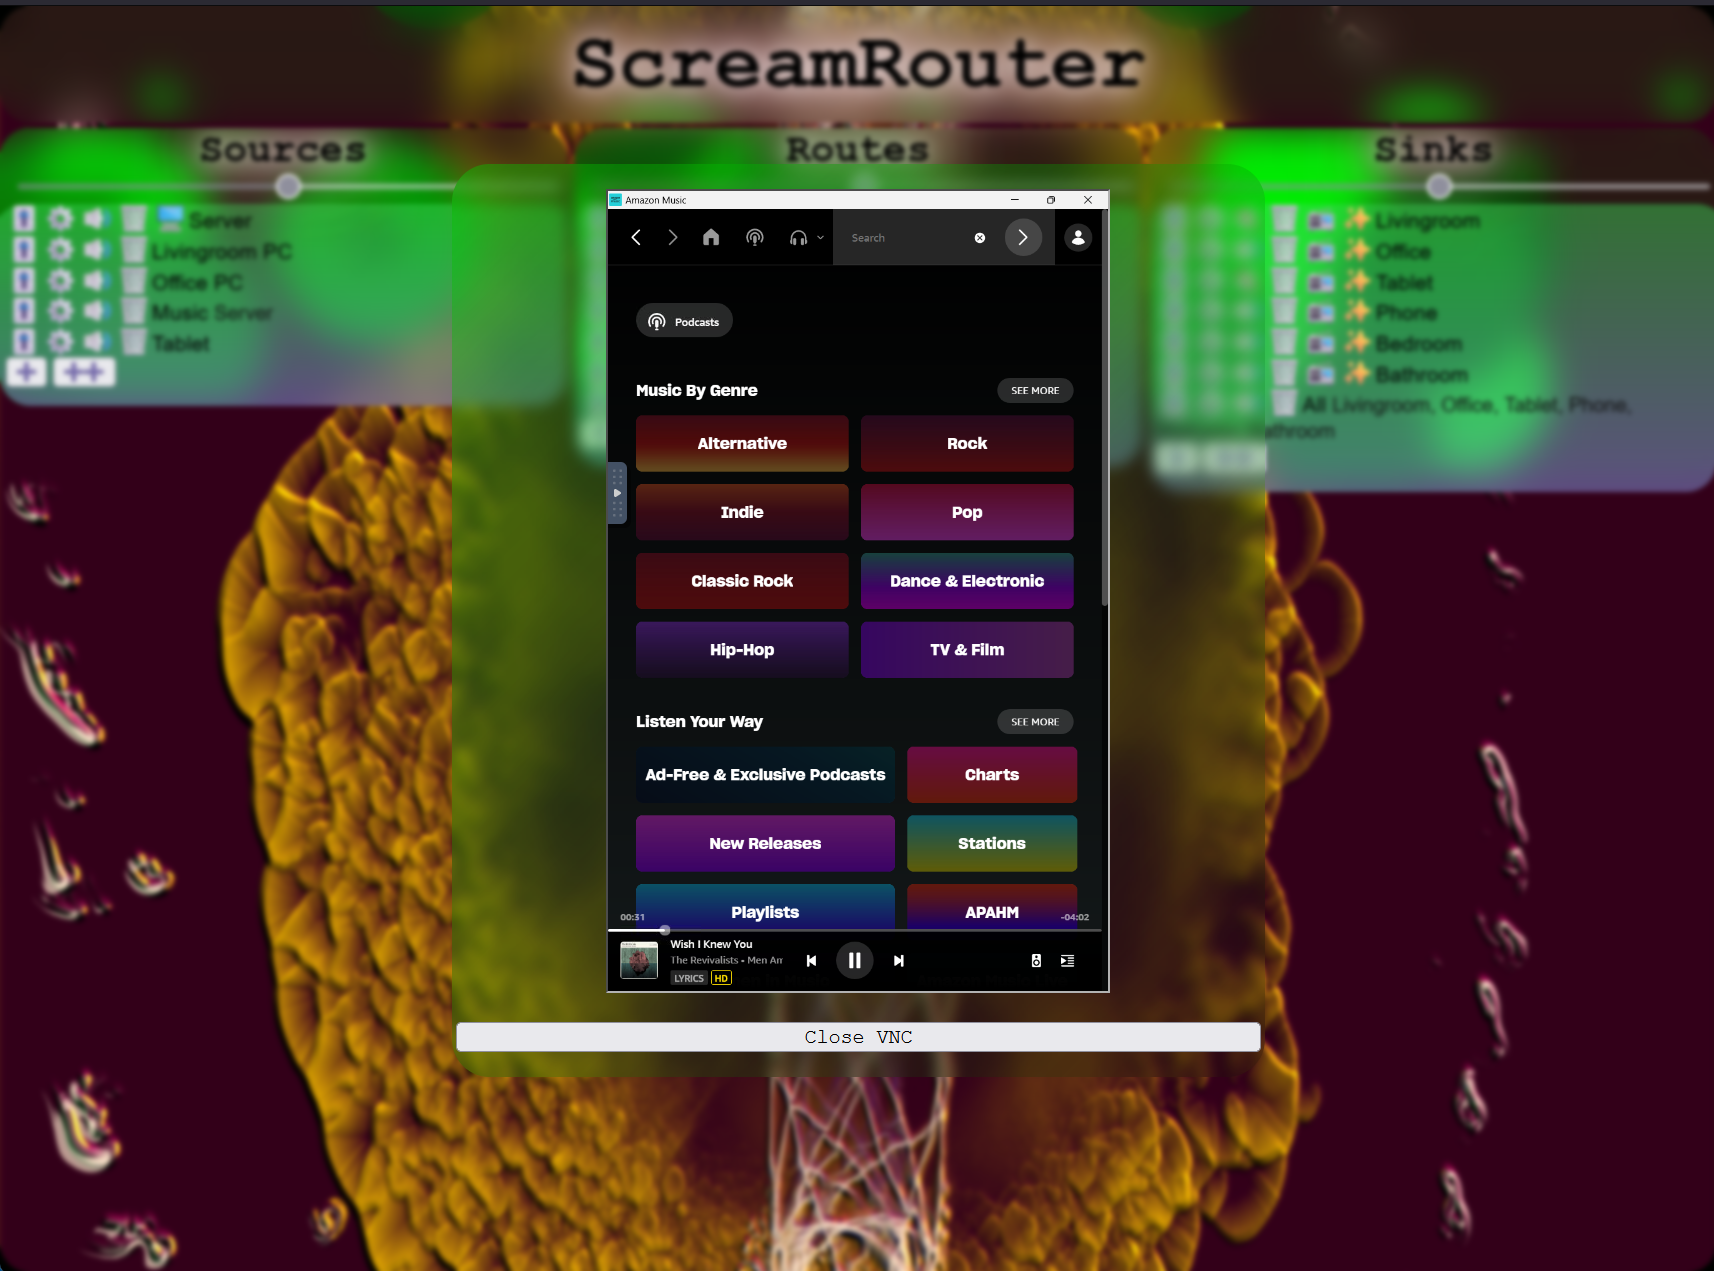 ScreamRouter
Sources
Routes
Sinks
Server
Livingroom PC
Office PC
Music Server
Tablet
+
++
Livingroom
Office
Tablet
Phone
Bedroom
Bathroom
All Livingroom, Office, Tablet, Phone,
athroom
Amazon Music
Search
Podcasts
Music By Genre
SEE MORE
Alternative
Rock
Indie
Pop
Classic Rock
Dance & Electronic
Hip-Hop
TV & Film
Listen Your Way
SEE MORE
Ad-Free & Exclusive Podcasts
Charts
New Releases
Stations
Playlists
APAHM
00:31
-04:02
Wish I Knew You
The Revivalists • Men Am
LYRICS HD
Close VNC